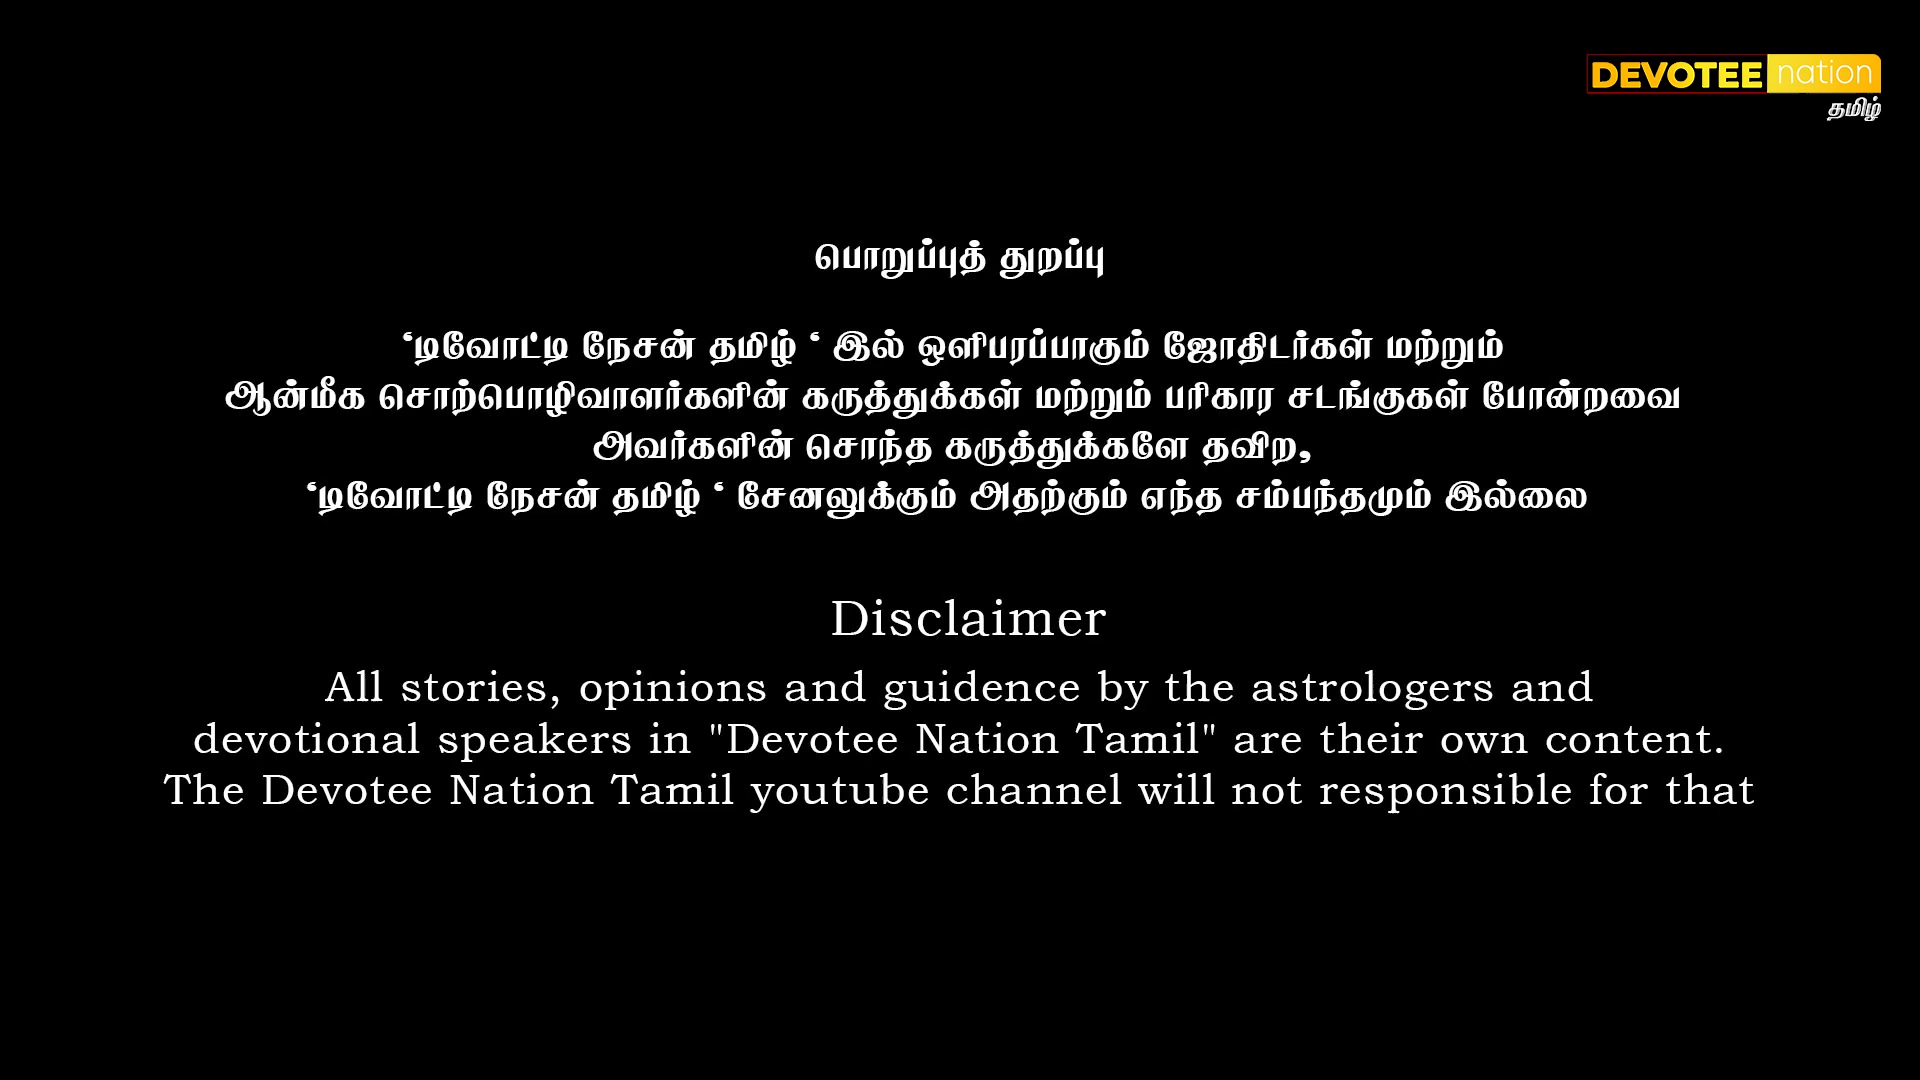 DEVOTEE nation
தமிழ்
பொறுப்புத் துறப்பு
‘டிவோட்டி நேசன் தமிழ் ‘ இல் ஒளிபரப்பாகும் ஜோதிடர்கள் மற்றும்
ஆன்மீக சொற்பொழிவாளர்களின் கருத்துக்கள் மற்றும் பரிகார சடங்குகள் போன்றவை
அவர்களின் சொந்த கருத்துக்களே தவிற,
‘டிவோட்டி நேசன் தமிழ் ‘ சேனலுக்கும் அதற்கும் எந்த சம்பந்தமும் இல்லை
Disclaimer
All stories, opinions and guidence by the astrologers and
devotional speakers in "Devotee Nation Tamil" are their own content.
The Devotee Nation Tamil youtube channel will not responsible for that